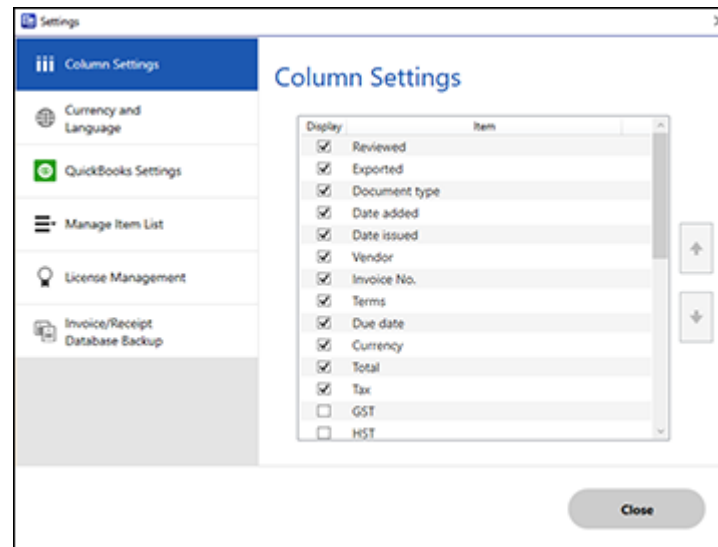 Settings
Column Settings
Currency and
Language
QuickBooks Settings
Manage Item List
License Management
Invoice/Receipt
Database Backup
Column Settings
Display Item
Reviewed
Exported
Document type
Date added
Date issued
Vendor
Invoice No.
Terms
Due date
Currency
Total
Tax
GST
HST
Close